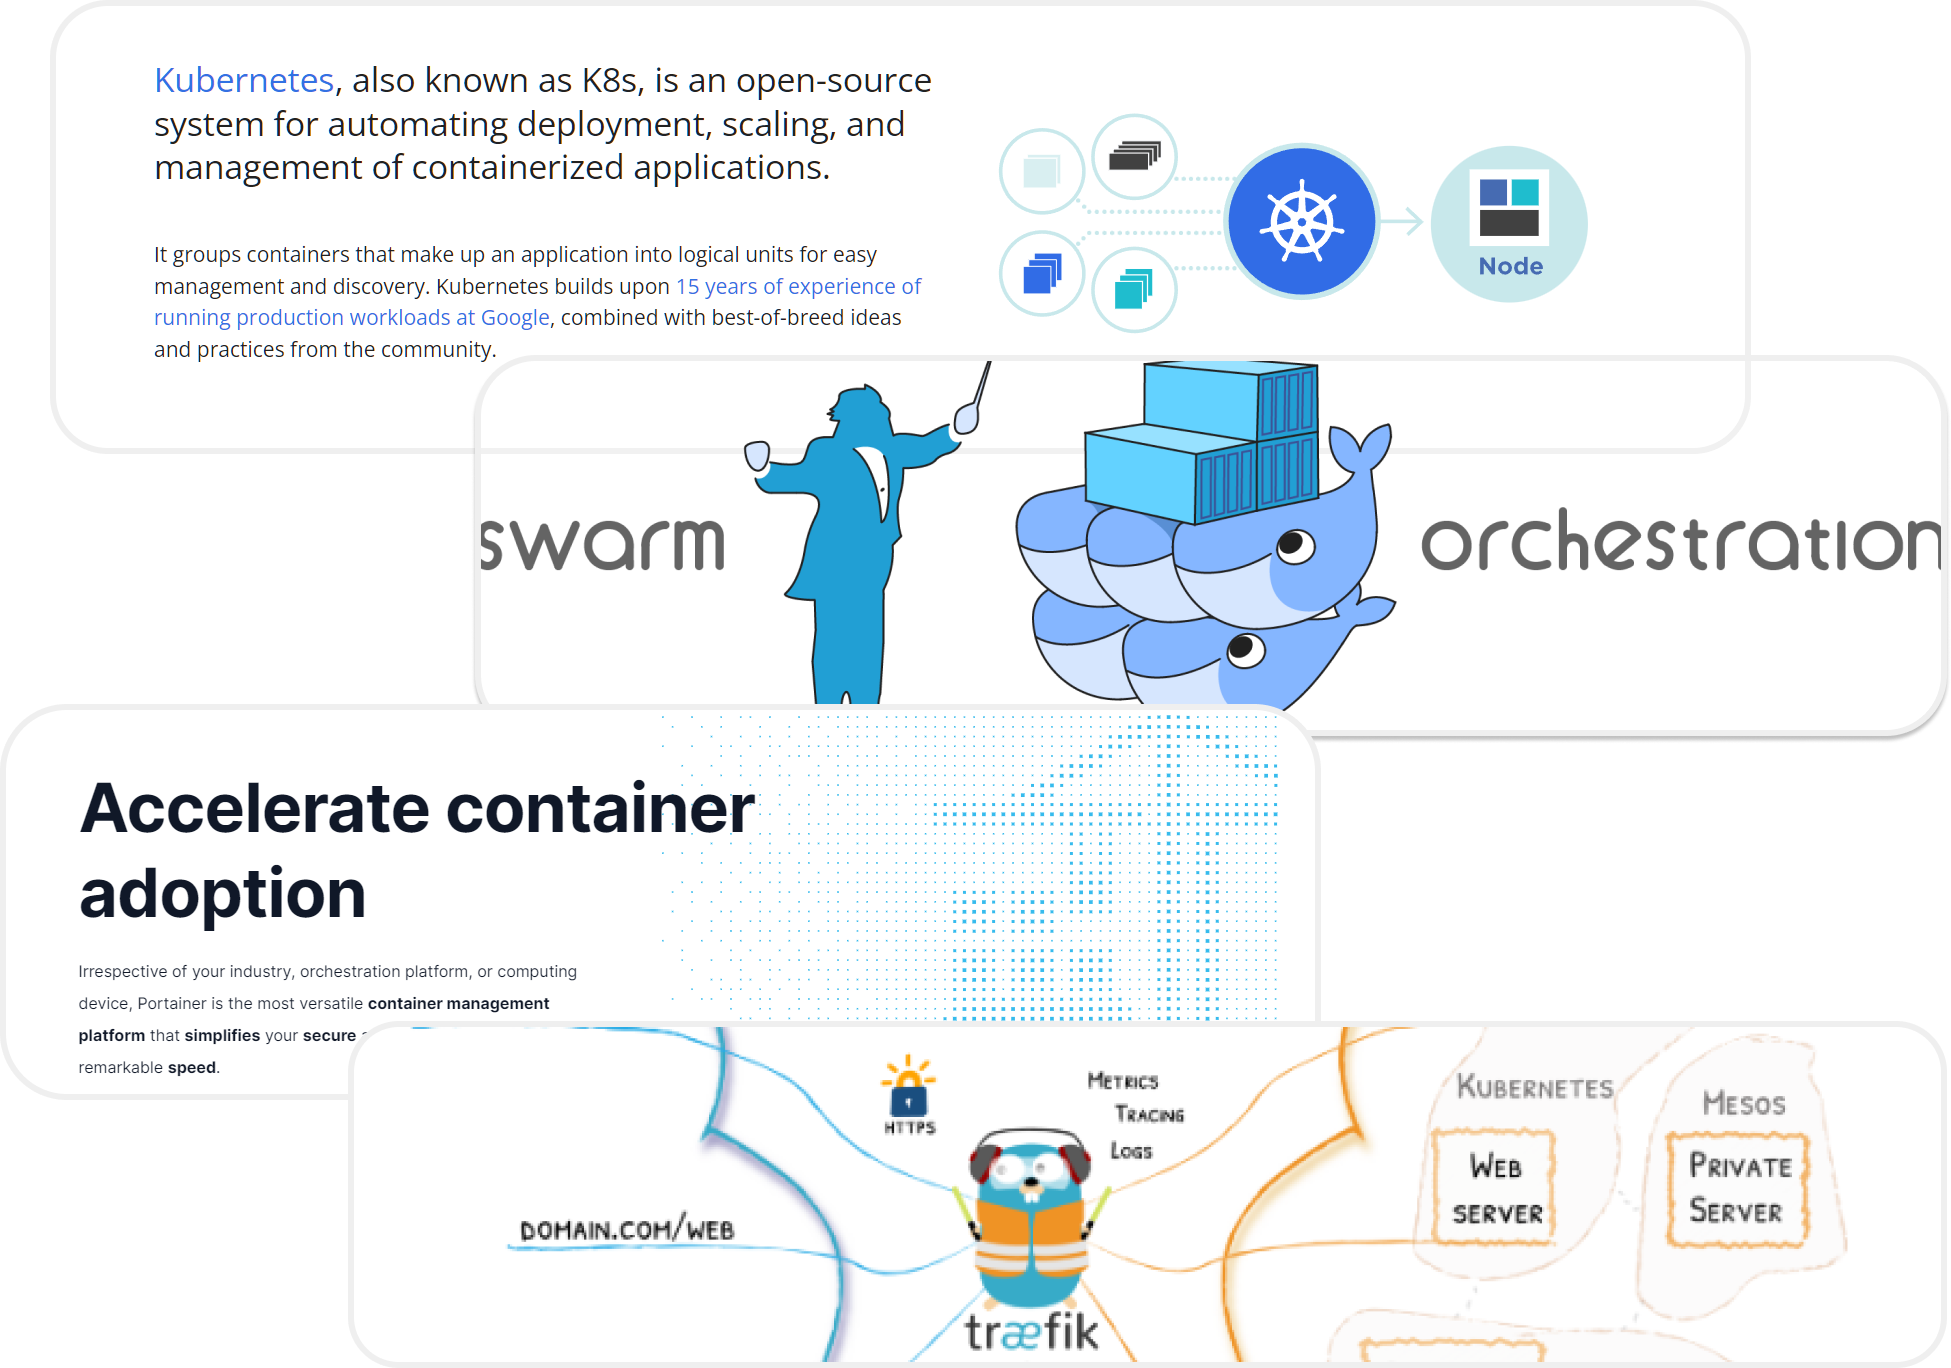 Kubernetes, also known as K8s, is an open-source
system for automating deployment, scaling, and
management of containerized applications.
It groups containers that make up an application into logical units for easy
management and discovery. Kubernetes builds upon 15 years of experience of
running production workloads at Google, combined with best-of-breed ideas
and practices from the community.
Node
swarm
orchestration
Accelerate container
adoption
Irrespective of your industry, orchestration platform, or computing
device, Portainer is the most versatile container management
platform that simplifies your secure
remarkable speed.
HTTPS
METRICS
TRACING
LOGS
DOMAIN.COM/WEB
træfik
KUBERNETES
WEB
SERVER
MESOS
PRIVATE
SERVER